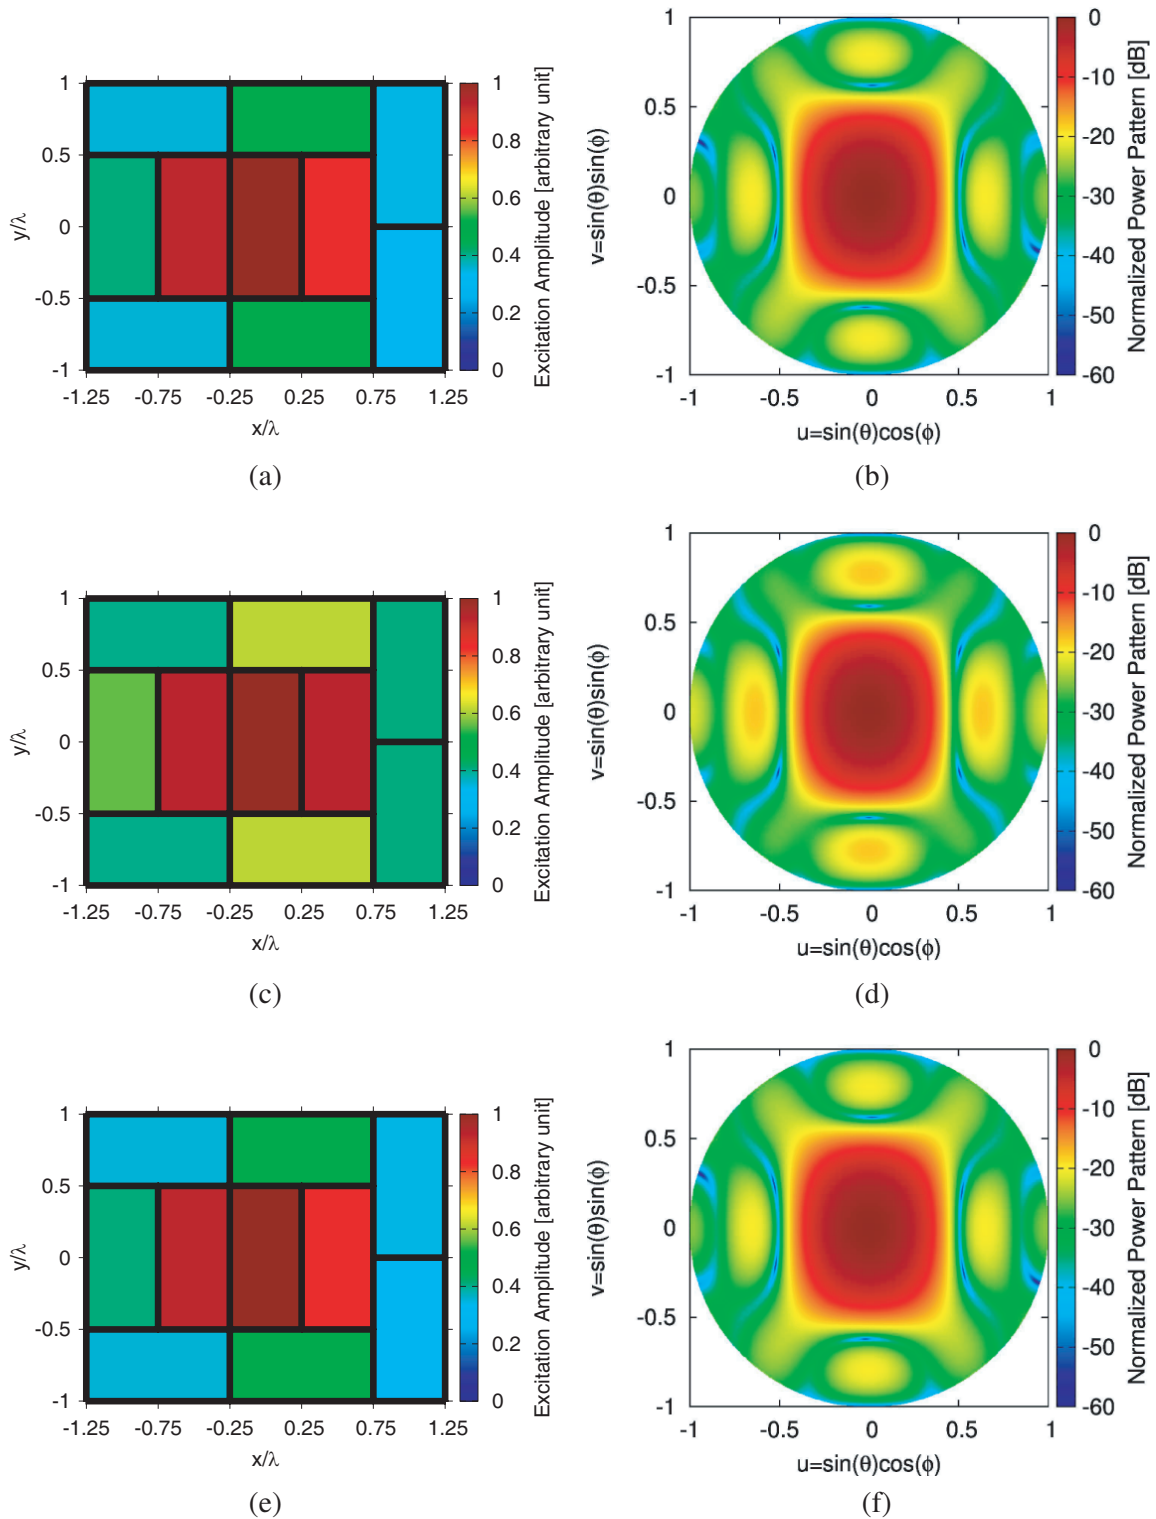 1
0.5
0
-0.5
-1
y/λ
-1.25 -0.75 -0.25 0.25 0.75 1.25
x/λ
1
0.8
0.6
0.4
0.2
0
Excitation Amplitude [arbitrary unit]
(a)
1
0.5
0
-0.5
-1
v=sin(θ)sin(ϕ)
-1 -0.5 0 0.5 1
u=sin(θ)cos(ϕ)
0
-10
-20
-30
-40
-50
-60
Normalized Power Pattern [dB]
(b)
1
0.5
0
-0.5
-1
y/λ
-1.25 -0.75 -0.25 0.25 0.75 1.25
x/λ
1
0.8
0.6
0.4
0.2
0
Excitation Amplitude [arbitrary unit]
(c)
1
0.5
0
-0.5
-1
v=sin(θ)sin(ϕ)
-1 -0.5 0 0.5 1
u=sin(θ)cos(ϕ)
0
-10
-20
-30
-40
-50
-60
Normalized Power Pattern [dB]
(d)
1
0.5
0
-0.5
-1
y/λ
-1.25 -0.75 -0.25 0.25 0.75 1.25
x/λ
1
0.8
0.6
0.4
0.2
0
Excitation Amplitude [arbitrary unit]
(e)
1
0.5
0
-0.5
-1
v=sin(θ)sin(ϕ)
-1 -0.5 0 0.5 1
u=sin(θ)cos(ϕ)
0
-10
-20
-30
-40
-50
-60
Normalized Power Pattern [dB]
(f)